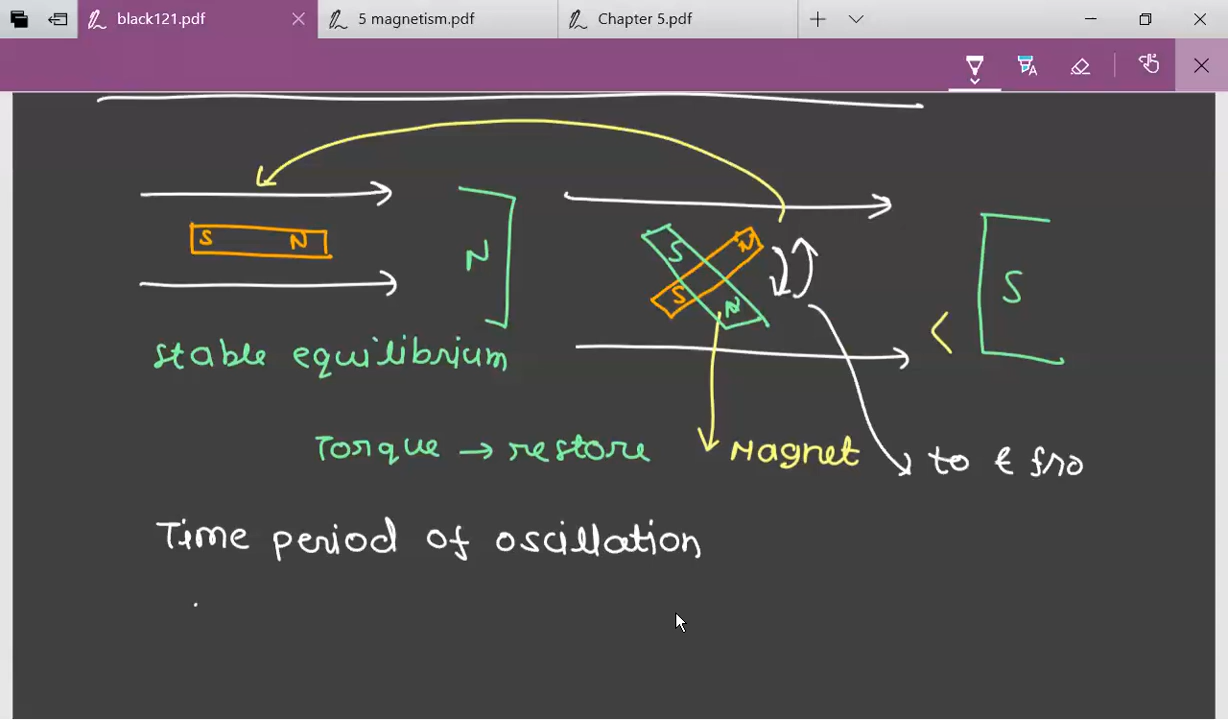 black121.pdf
5 magnetism.pdf
Chapter 5.pdf
S N
N
S N
S N
S
stable equilibrium
Torque → restore
Magnet
to & fro
Time period of oscillation